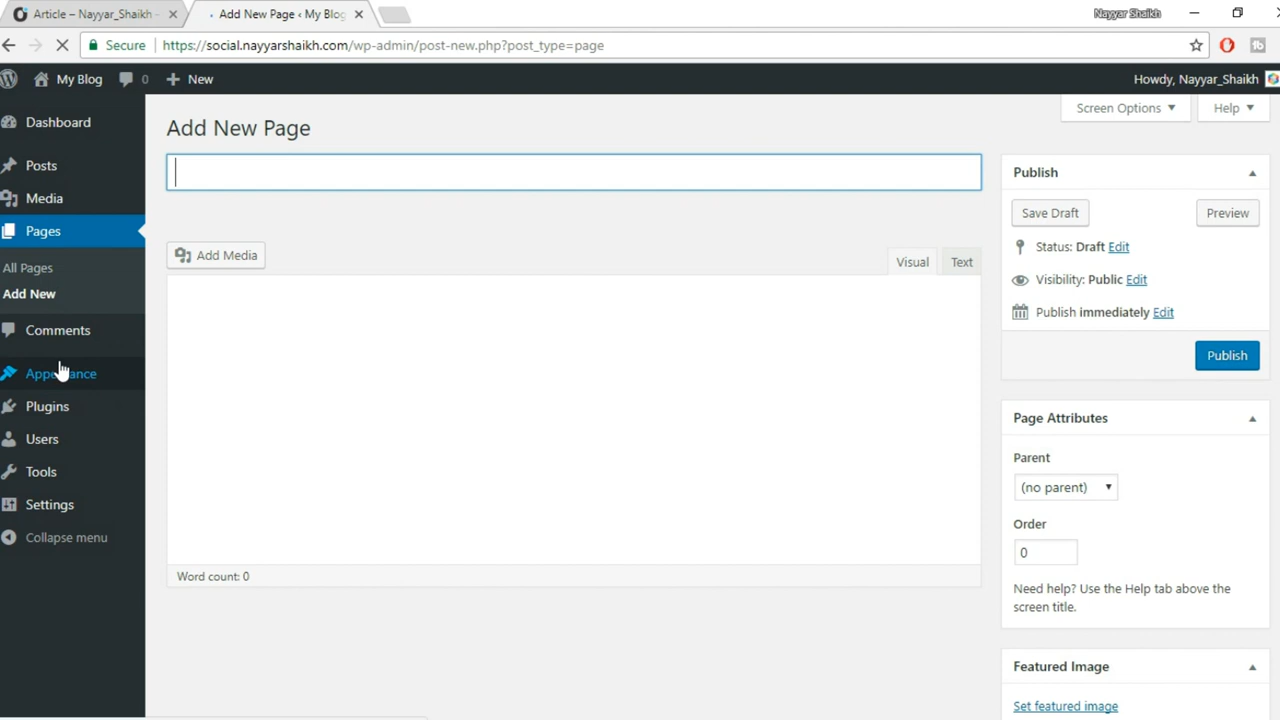 Article – Nayyar_Shaikh -
Add New Page ‹ My Blog
Nayyar Shaikh
Secure
https://social.nayyarshaikh.com/wp-admin/post-new.php?post_type=page
My Blog
0
New
Howdy, Nayyar_Shaikh
Screen Options
Help
Dashboard
Posts
Media
Pages
All Pages
Add New
Comments
Appearance
Plugins
Users
Tools
Settings
Collapse menu
Add New Page
Add Media
Visual
Text
Word count: 0
Publish
Save Draft
Preview
Status: Draft Edit
Visibility: Public Edit
Publish immediately Edit
Publish
Page Attributes
Parent
(no parent)
Order
0
Need help? Use the Help tab above the
screen title.
Featured Image
Set featured image